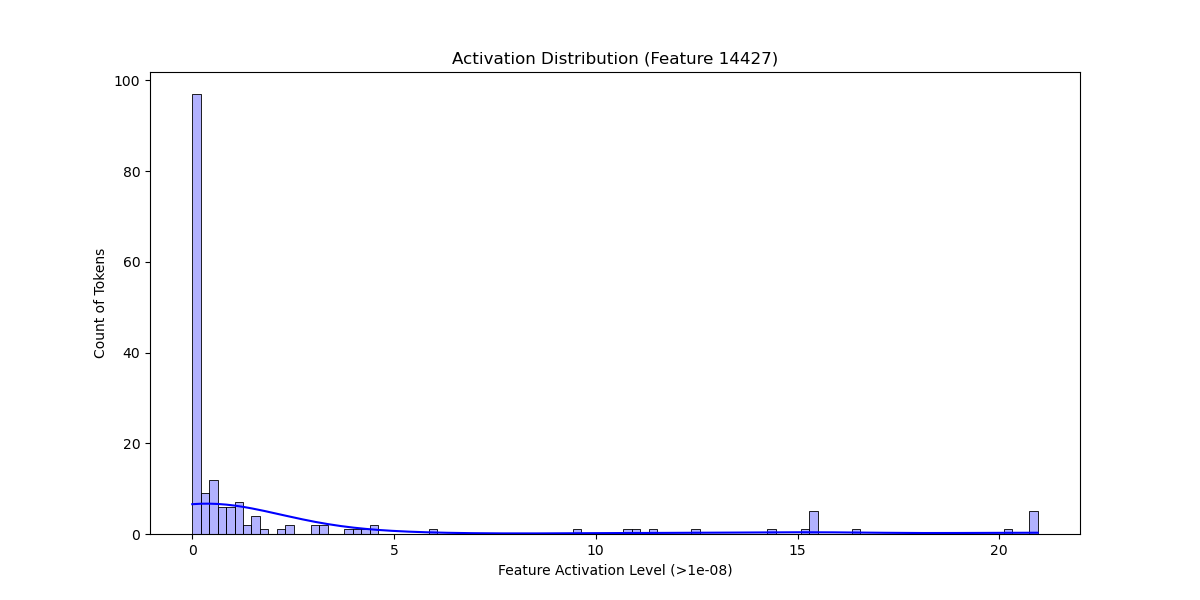 Activation Distribution (Feature 14427)
100
80
60
40
20
0
Count of Tokens
0 5 10 15 20
Feature Activation Level (>1e-08)